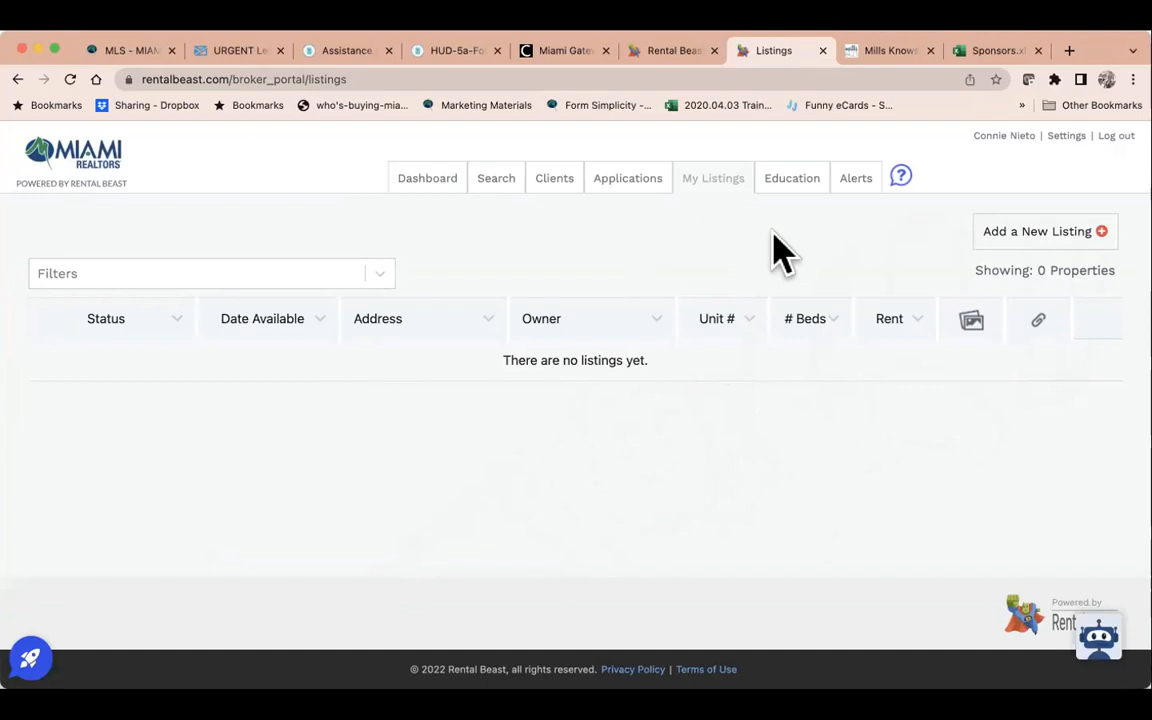 MLS - MIAM
URGENT Le
Assistance
HUD-5a-Fo
Miami Gate
Rental Beas
Listings
Mills Knows
Sponsors.xl
rentalbeast.com/broker_portal/listings
Bookmarks
Sharing - Dropbox
Bookmarks
who's-buying-mia...
Marketing Materials
Form Simplicity -...
2020.04.03 Train...
Funny eCards - S...
»
Other Bookmarks
MIAMI
REALTORS
POWERED BY RENTAL BEAST
Connie Nieto | Settings | Log out
Dashboard
Search
Clients
Applications
My Listings
Education
Alerts
?
Add a New Listing
Filters
Showing: 0 Properties
Status
Date Available
Address
Owner
Unit #
# Beds
Rent
There are no listings yet.
Powered by
Rent
© 2022 Rental Beast, all rights reserved. Privacy Policy | Terms of Use